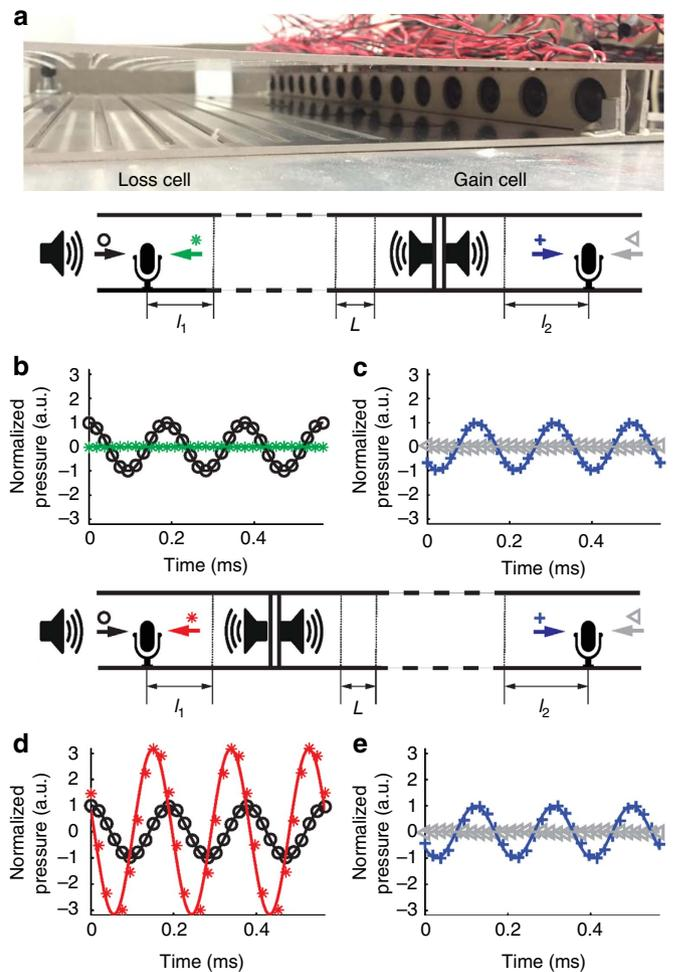 a
Loss cell Gain cell
l1 L l2
b
Normalized
pressure (a.u.)
3
2
1
0
−1
−2
−3
0 0.2 0.4
Time (ms)
c
Normalized
pressure (a.u.)
3
2
1
0
−1
−2
−3
0 0.2 0.4
Time (ms)
l1 L l2
d
Normalized
pressure (a.u.)
3
2
1
0
−1
−2
−3
0 0.2 0.4
Time (ms)
e
Normalized
pressure (a.u.)
3
2
1
0
−1
−2
−3
0 0.2 0.4
Time (ms)